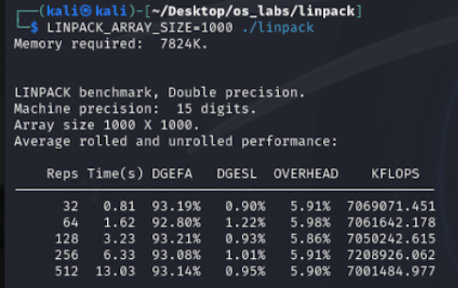 (kali㉿kali)-[~/Desktop/os_labs/linpack]
$ LINPACK_ARRAY_SIZE=1000 ./linpack
Memory required:  7824K.
LINPACK benchmark, Double precision.
Machine precision:  15 digits.
Array size 1000 X 1000.
Average rolled and unrolled performance:
Reps Time(s) DGEFA DGESL OVERHEAD KFLOPS
32 0.81 93.19% 0.90% 5.91% 7069071.451
64 1.62 92.80% 1.22% 5.98% 7061642.178
128 3.23 93.21% 0.93% 5.86% 7050242.615
256 6.33 93.08% 1.01% 5.91% 7208926.062
512 13.03 93.14% 0.95% 5.90% 7001484.977